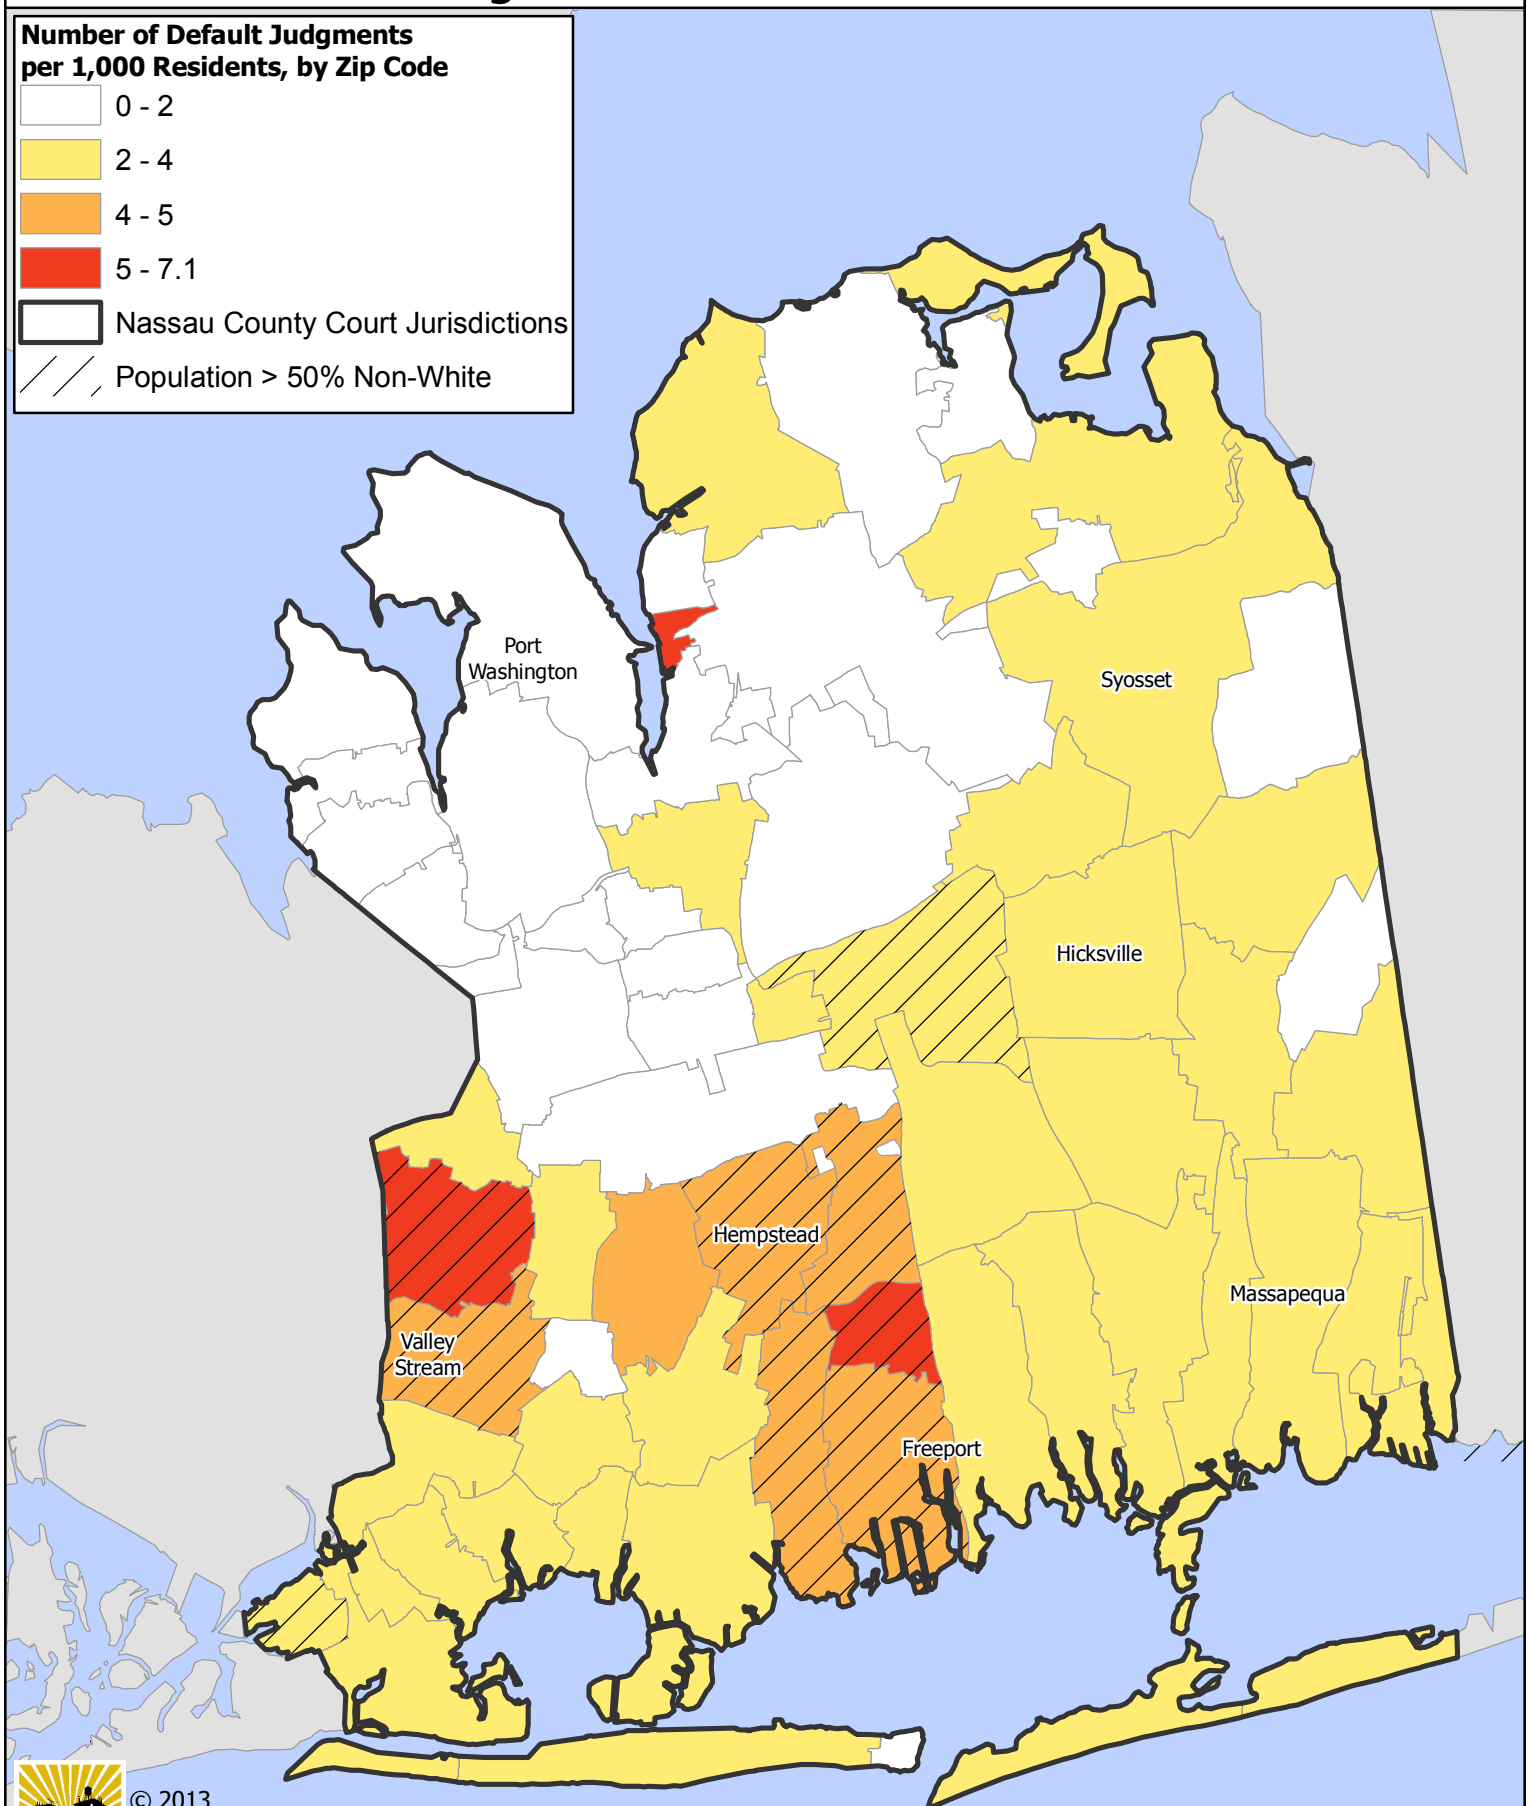 Number of Default Judgments
per 1,000 Residents, by Zip Code
0 - 2
2 - 4
4 - 5
5 - 7.1
Nassau County Court Jurisdictions
Population > 50% Non-White
Port
Washington
Syosset
Hicksville
Hempstead
Massapequa
Valley
Stream
Freeport
© 2013